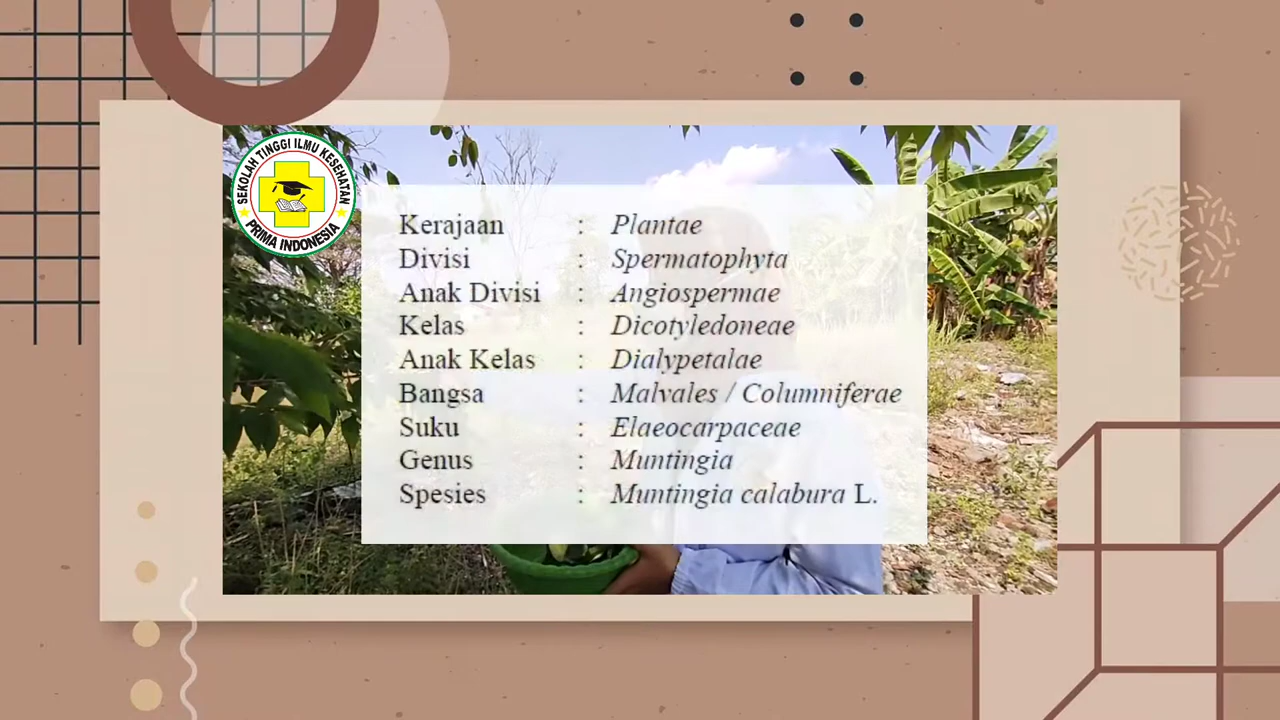 SEKOLAH TINGGI ILMU KESEHATAN
PRIMA INDONESIA
Kerajaan : Plantae
Divisi : Spermatophyta
Anak Divisi : Angiospermae
Kelas : Dicotyledoneae
Anak Kelas : Dialypetalae
Bangsa : Malvales / Columniferae
Suku : Elaeocarpaceae
Genus : Muntingia
Spesies : Muntingia calabura L.